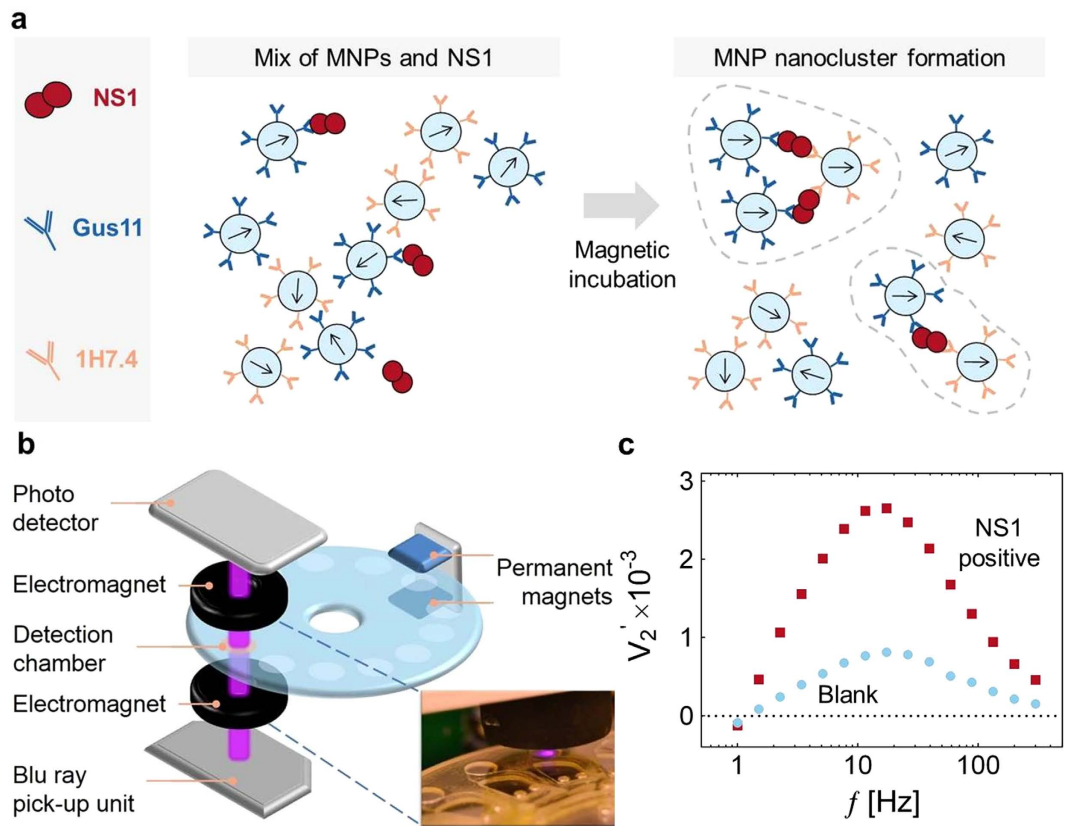 a
NS1
Gus11
1H7.4
Mix of MNPs and NS1
Magnetic
incubation
MNP nanocluster formation
b
Photo
detector
Electromagnet
Detection
chamber
Electromagnet
Blu ray
pick-up unit
Permanent
magnets
c
V2' ×10-3
3
2
1
0
NS1
positive
Blank
1
10
100
f [Hz]